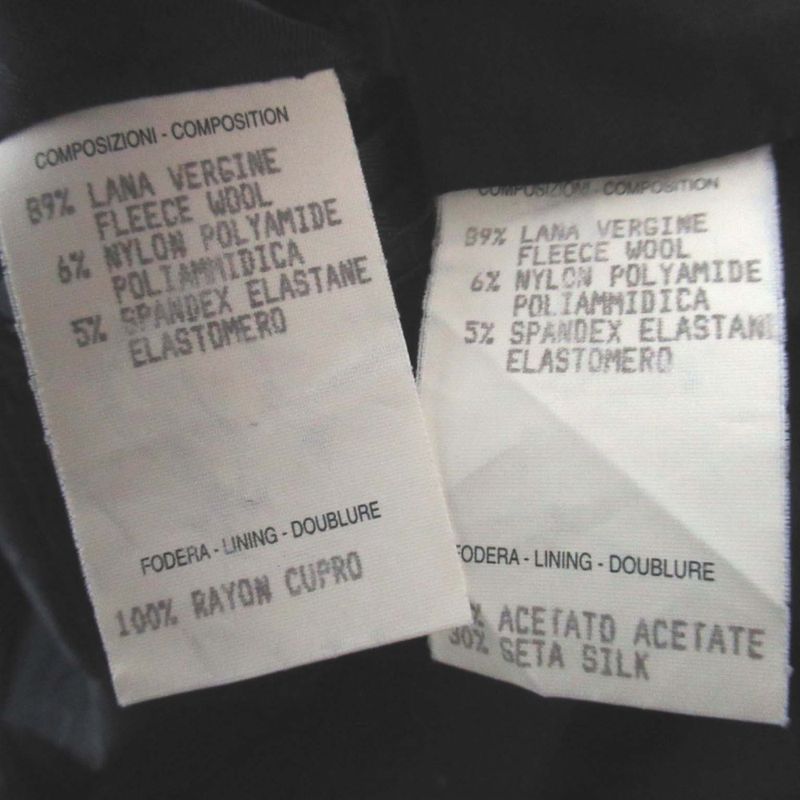 COMPOSIZIONI - COMPOSITION
89% LANA VERGINE
FLEECE WOOL
6% NYLON POLYAMIDE
POLIAMMIDICA
5% SPANDEX ELASTANE
ELASTOMERO
FODERA - LINING - DOUBLURE
100% RAYON CUPRO
COMPOSIZIONI - COMPOSITION
89% LANA VERGINE
FLEECE WOOL
6% NYLON POLYAMIDE
POLIAMMIDICA
5% SPANDEX ELASTAN
ELASTOMERO
FODERA - LINING - DOUBLURE
% ACETATO ACETATE
30% SETA SILK